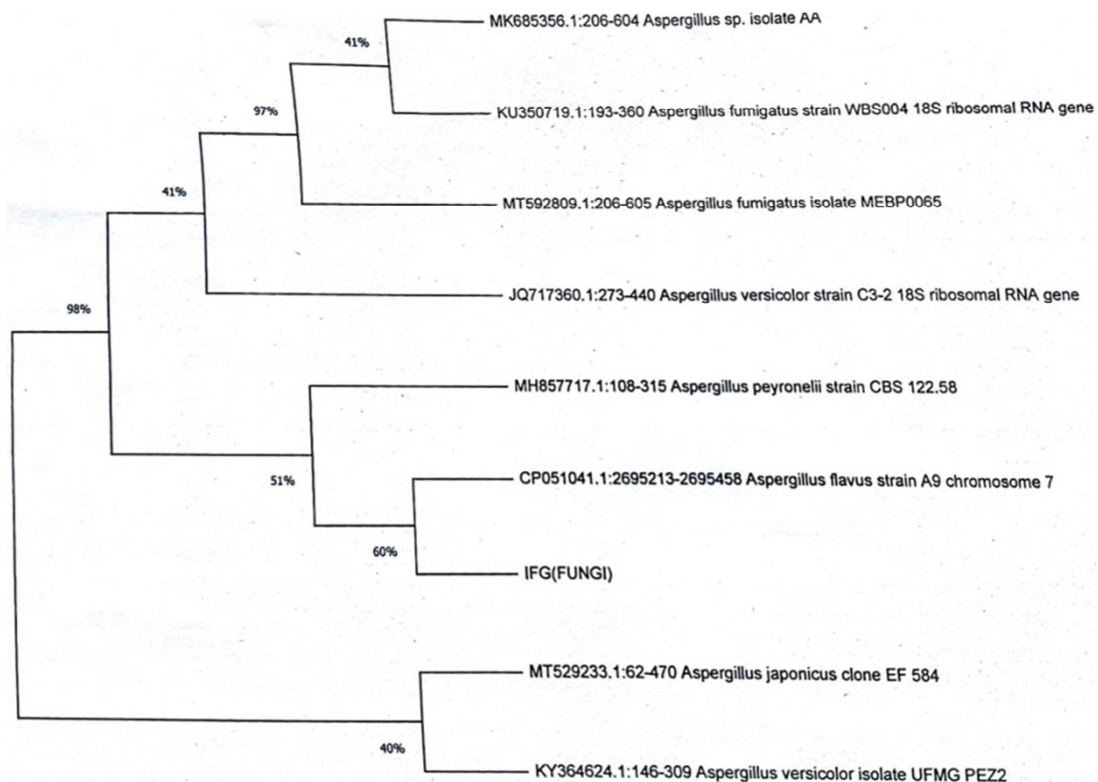 MK685356.1:206-604 Aspergillus sp. isolate AA
41%
97%
KU350719.1:193-360 Aspergillus fumigatus strain WBS004 18S ribosomal RNA gene
41%
MT592809.1:206-605 Aspergillus fumigatus isolate MEBP0065
JQ717360.1:273-440 Aspergillus versicolor strain C3-2 18S ribosomal RNA gene
98%
MH857717.1:108-315 Aspergillus peyronelii strain CBS 122.58
51%
CP051041.1:2695213-2695458 Aspergillus flavus strain A9 chromosome 7
60%
IFG(FUNGI)
MT529233.1:62-470 Aspergillus japonicus clone EF 584
40%
KY364624.1:146-309 Aspergillus versicolor isolate UFMG PEZ2